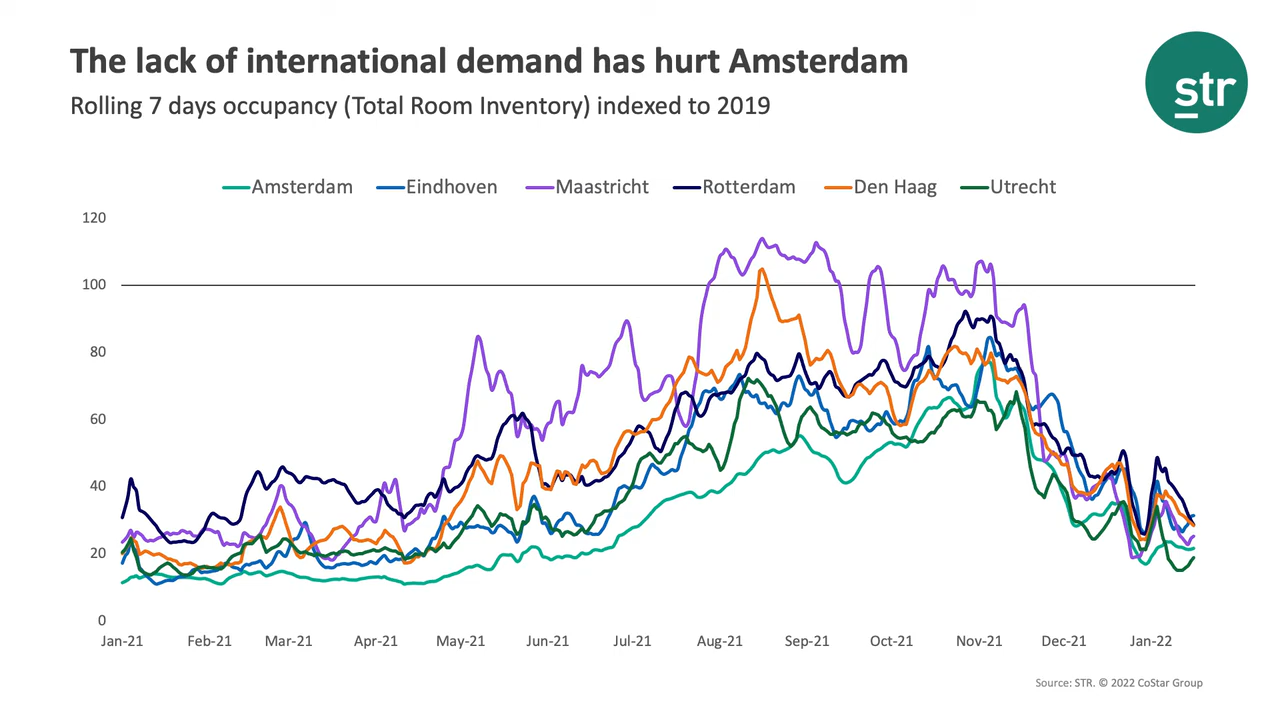 The lack of international demand has hurt Amsterdam
Rolling 7 days occupancy (Total Room Inventory) indexed to 2019
str
Amsterdam Eindhoven Maastricht Rotterdam Den Haag Utrecht
120
100
80
60
40
20
0
Jan-21 Feb-21 Mar-21 Apr-21 May-21 Jun-21 Jul-21 Aug-21 Sep-21 Oct-21 Nov-21 Dec-21 Jan-22
Source: STR. © 2022 CoStar Group